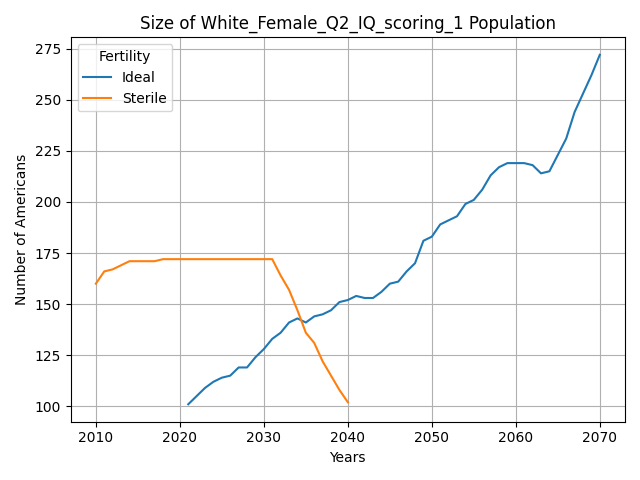 Size of White_Female_Q2_IQ_scoring_1 Population
Fertility
Ideal
Sterile
Number of Americans
275
250
225
200
175
150
125
100
2010 2020 2030 2040 2050 2060 2070
Years